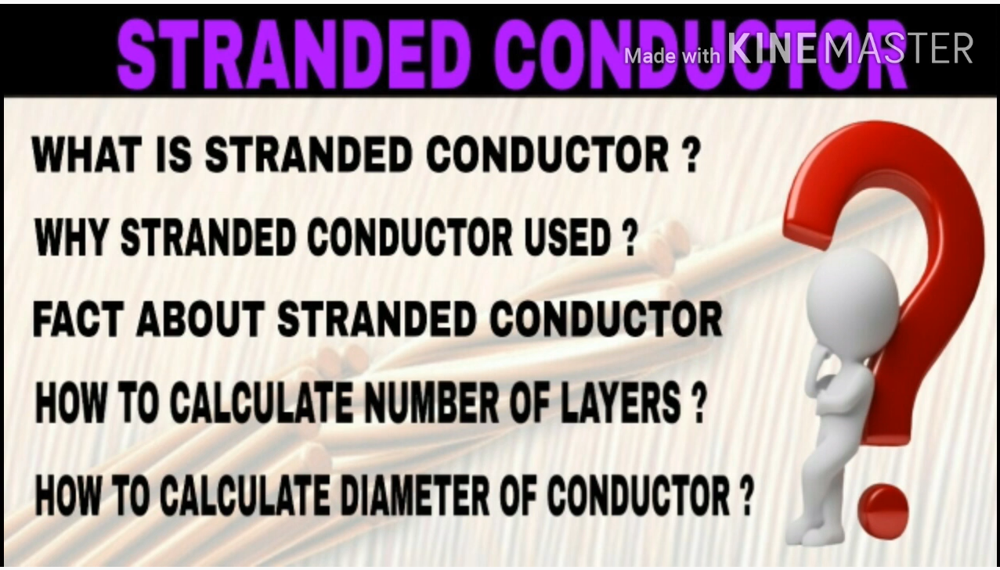 STRANDED CONDUCTOR
Made with KINEMASTER
WHAT IS STRANDED CONDUCTOR ?
WHY STRANDED CONDUCTOR USED ?
FACT ABOUT STRANDED CONDUCTOR
HOW TO CALCULATE NUMBER OF LAYERS ?
HOW TO CALCULATE DIAMETER OF CONDUCTOR ?